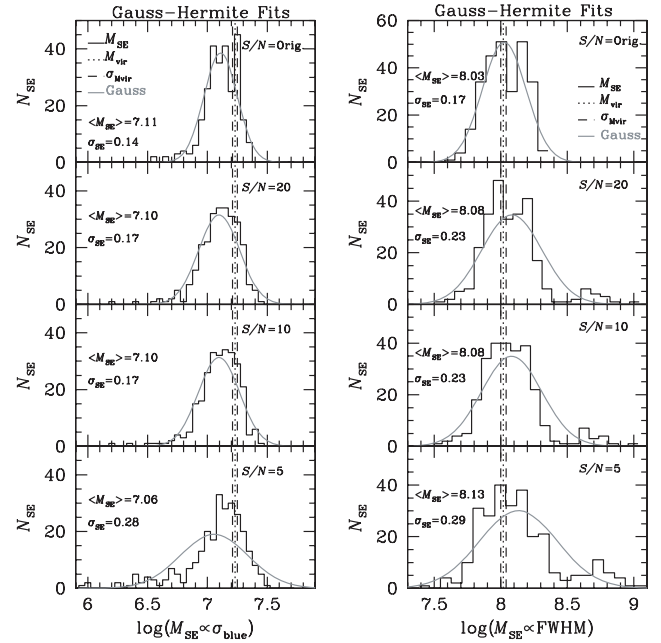 Gauss-Hermite Fits
S/N=Orig
M_SE
M_vir
σ_Mvir
Gauss
<M_SE>=7.11
σ_SE=0.14
N_SE
40
20
0
S/N=20
<M_SE>=7.10
σ_SE=0.17
N_SE
40
20
0
S/N=10
<M_SE>=7.10
σ_SE=0.17
N_SE
40
20
0
S/N=5
<M_SE>=7.06
σ_SE=0.28
N_SE
40
20
0
6 6.5 7 7.5
log(M_SE∝σ_blue)
Gauss-Hermite Fits
S/N=Orig
<M_SE>=8.03
σ_SE=0.17
M_SE
M_vir
σ_Mvir
Gauss
N_SE
60
40
20
0
S/N=20
<M_SE>=8.08
σ_SE=0.23
N_SE
40
20
0
S/N=10
<M_SE>=8.08
σ_SE=0.23
N_SE
40
20
0
S/N=5
<M_SE>=8.13
σ_SE=0.29
N_SE
40
20
0
7.5 8 8.5 9
log(M_SE∝FWHM)